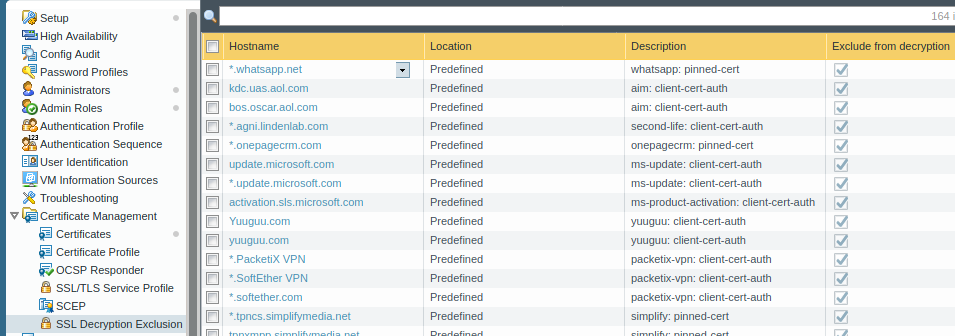 Setup
High Availability
Config Audit
Password Profiles
Administrators
Admin Roles
Authentication Profile
Authentication Sequence
User Identification
VM Information Sources
Troubleshooting
Certificate Management
Certificates
Certificate Profile
OCSP Responder
SSL/TLS Service Profile
SCEP
SSL Decryption Exclusion
164 i
Hostname Location Description Exclude from decryption
*.whatsapp.net Predefined whatsapp: pinned-cert
kdc.uas.aol.com Predefined aim: client-cert-auth
bos.oscar.aol.com Predefined aim: client-cert-auth
*.agni.lindenlab.com Predefined second-life: client-cert-auth
*.onepagecrm.com Predefined onepagecrm: pinned-cert
update.microsoft.com Predefined ms-update: client-cert-auth
*.update.microsoft.com Predefined ms-update: client-cert-auth
activation.sls.microsoft.com Predefined ms-product-activation: client-cert-auth
Yuuguu.com Predefined yuuguu: client-cert-auth
yuuguu.com Predefined yuuguu: client-cert-auth
*.PacketiX VPN Predefined packetix-vpn: client-cert-auth
*.SoftEther VPN Predefined packetix-vpn: client-cert-auth
*.softether.com Predefined packetix-vpn: client-cert-auth
*.tpncs.simplifymedia.net Predefined simplify: pinned-cert
tpnxmpp.simplifymedia.net Predefined simplify: pinned-cert